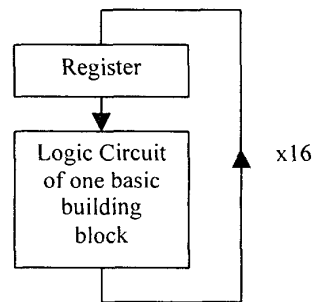 Register
Logic Circuit
of one basic
building
block
x16